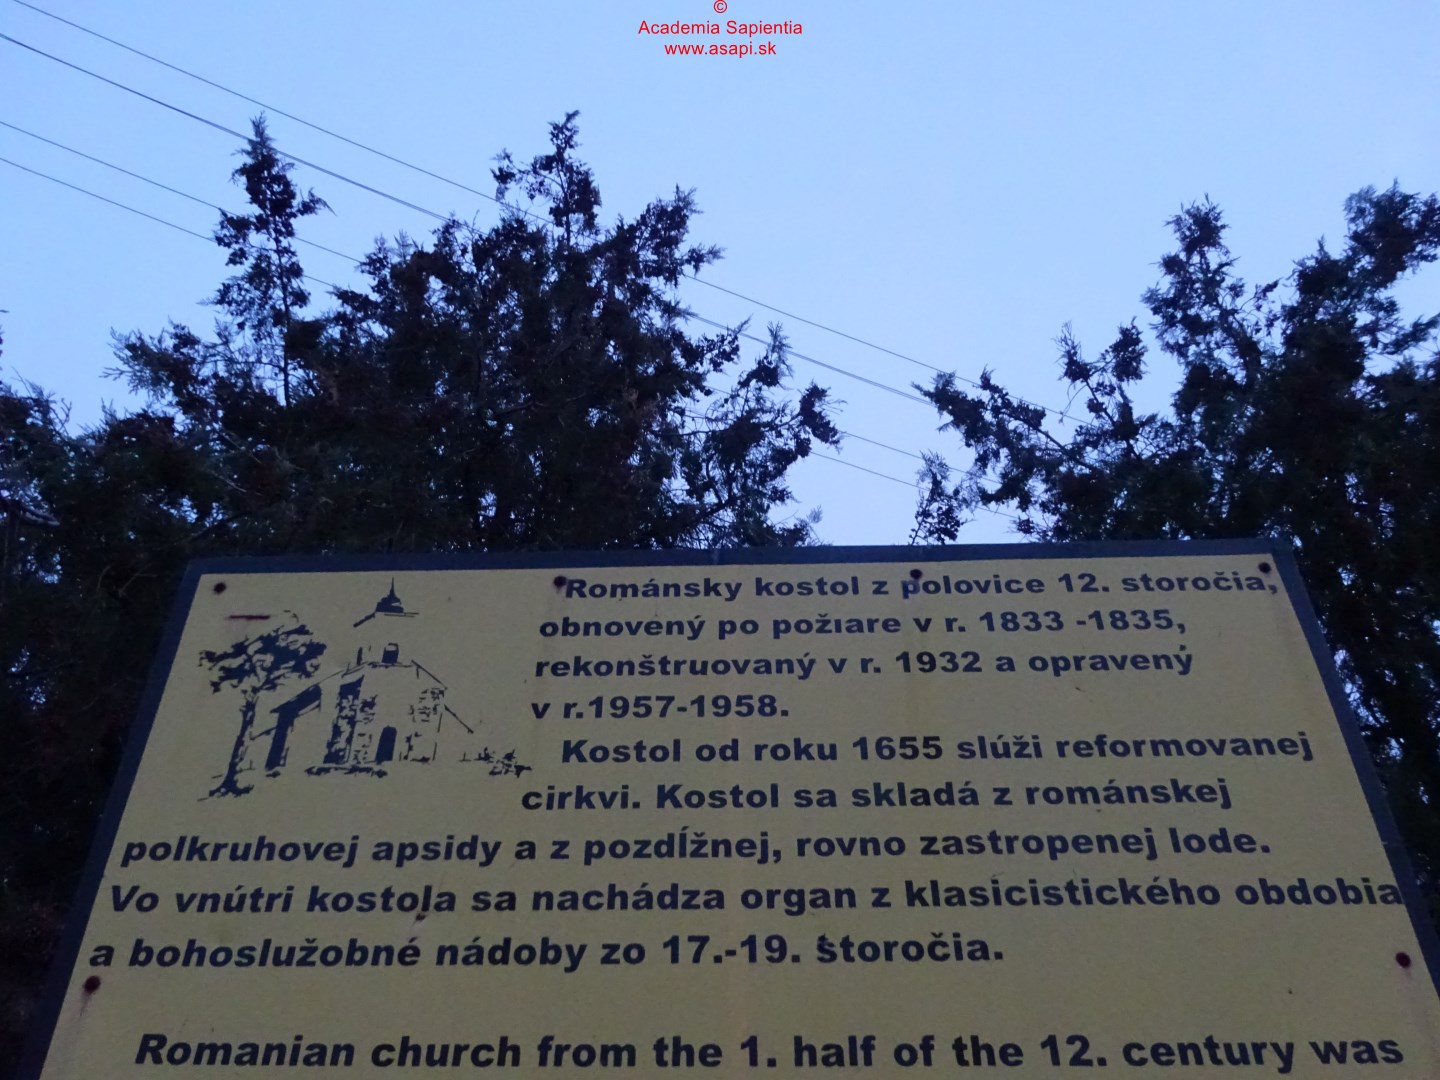 ©
Academia Sapientia
www.asapi.sk
Románsky kostol z polovice 12. storočia,
obnovený po požiare v r. 1833 -1835,
rekonštruovaný v r. 1932 a opravený
v r.1957-1958.
Kostol od roku 1655 slúži reformovanej
cirkvi. Kostol sa skladá z románskej
polkruhovej apsidy a z pozdĺžnej, rovno zastropenej lode.
Vo vnútri kostola sa nachádza organ z klasicistického obdobia
a bohoslužobné nádoby zo 17.-19. storočia.
Romanian church from the 1. half of the 12. century was